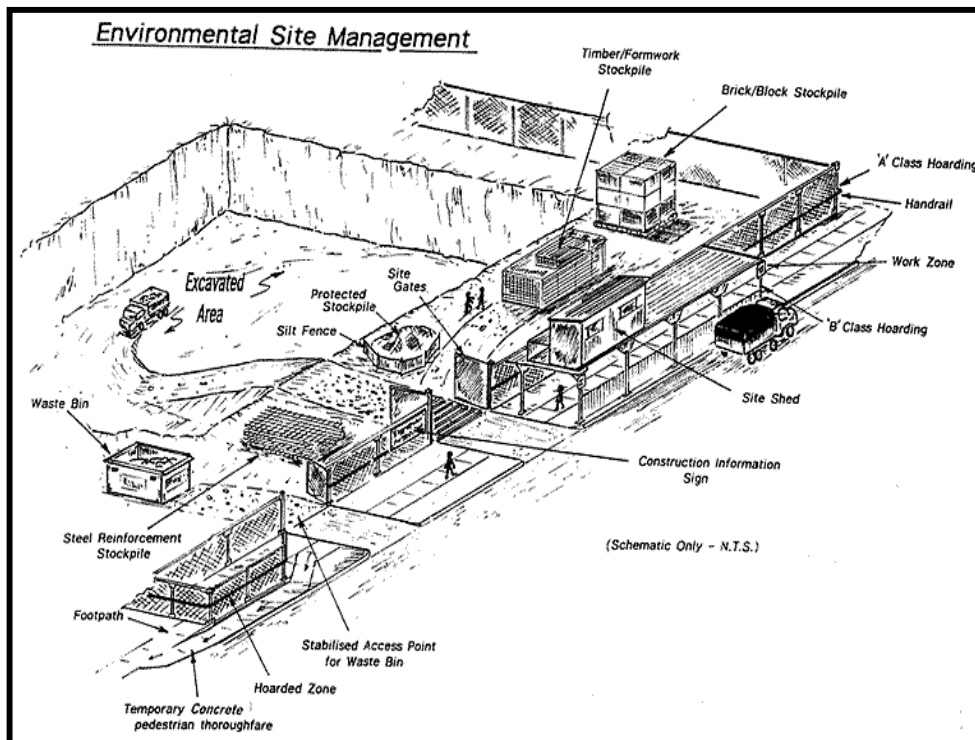 Environmental Site Management
Timber/Formwork
Stockpile
Brick/Block Stockpile
'A' Class Hoarding
Handrail
Work Zone
'B' Class Hoarding
Site
Gates
Excavated
Area
Protected
Stockpile
Silt Fence
Waste Bin
Site Shed
Construction Information
Sign
Steel Reinforcement
Stockpile
(Schematic Only - N.T.S.)
Footpath
Stabilised Access Point
for Waste Bin
Hoarded Zone
Temporary Concrete
pedestrian thoroughfare